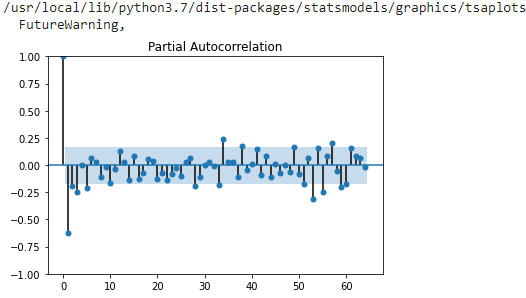 /usr/local/lib/python3.7/dist-packages/statsmodels/graphics/tsaplots
FutureWarning,
Partial Autocorrelation
1.00
0.75
0.50
0.25
0.00
−0.25
−0.50
−0.75
−1.00
0 10 20 30 40 50 60